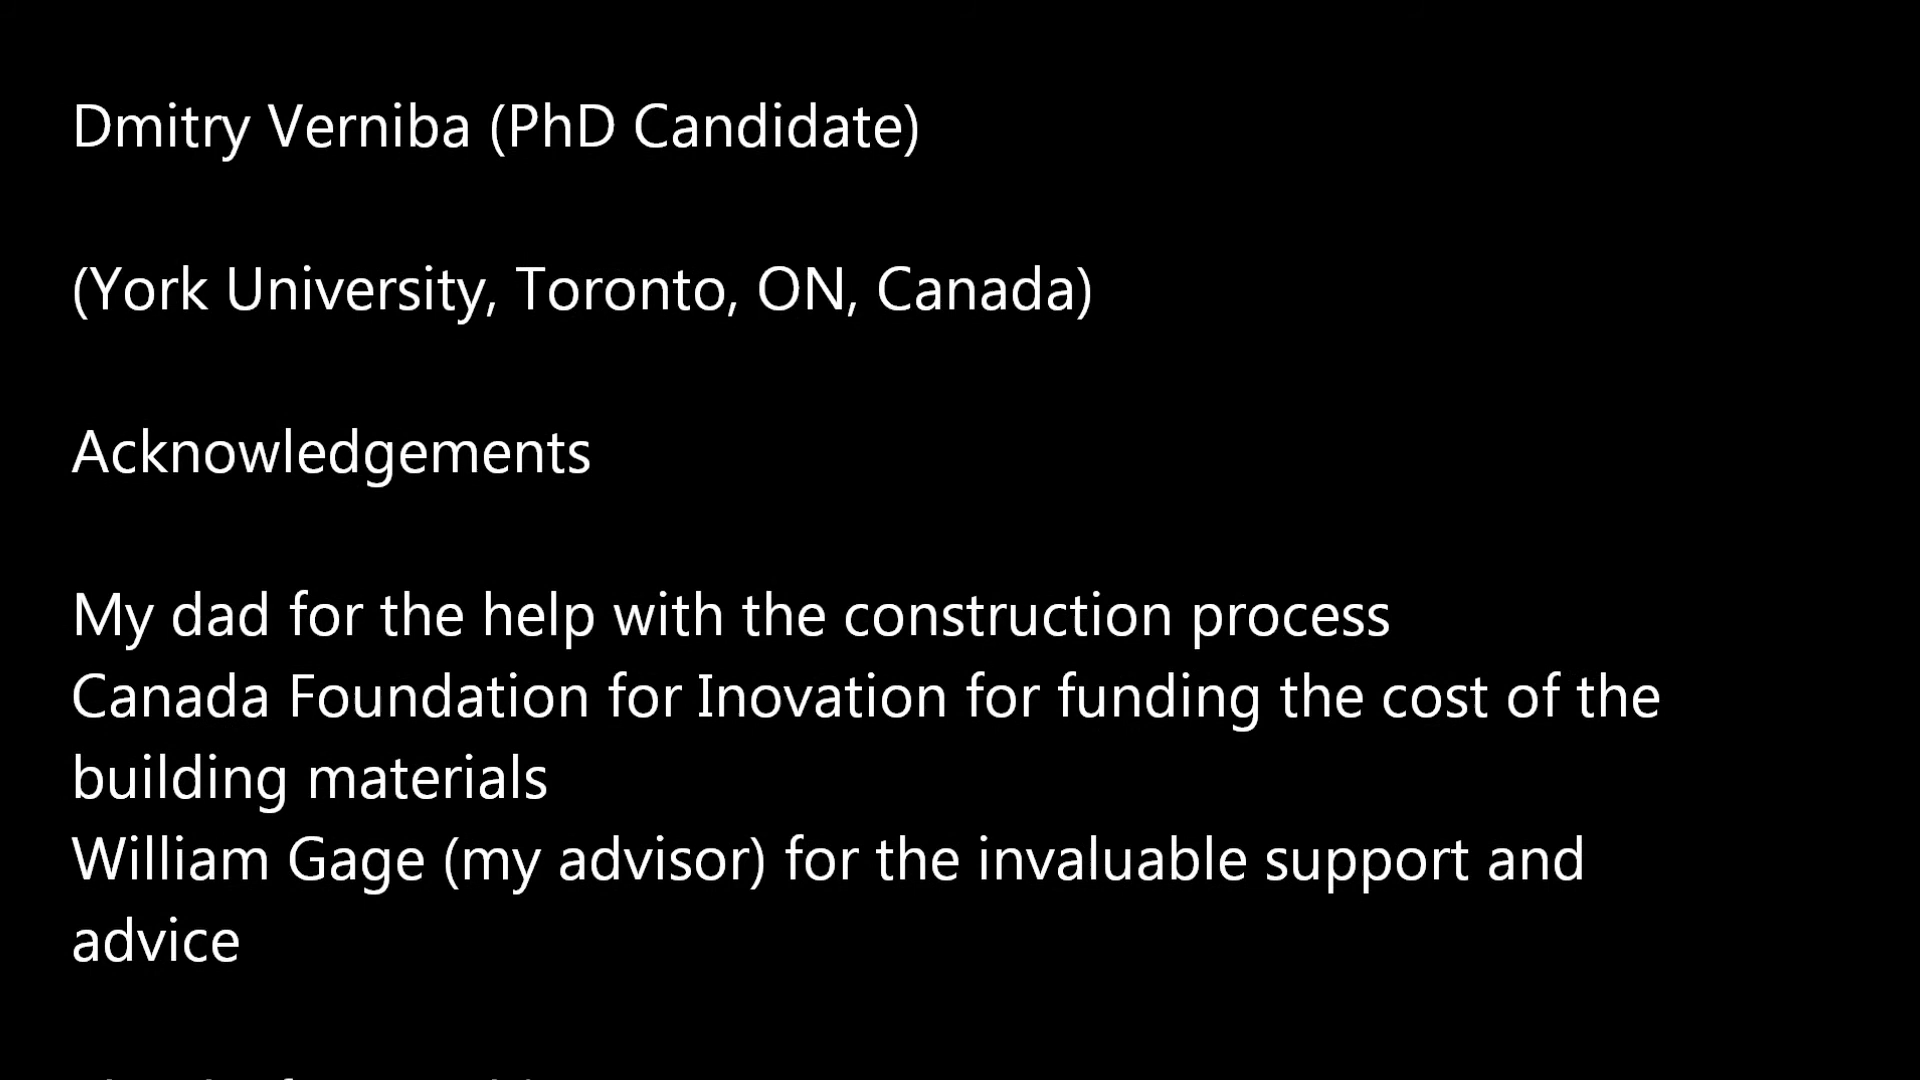 Dmitry Verniba (PhD Candidate)
(York University, Toronto, ON, Canada)
Acknowledgements
My dad for the help with the construction process
Canada Foundation for Inovation for funding the cost of the
building materials
William Gage (my advisor) for the invaluable support and
advice